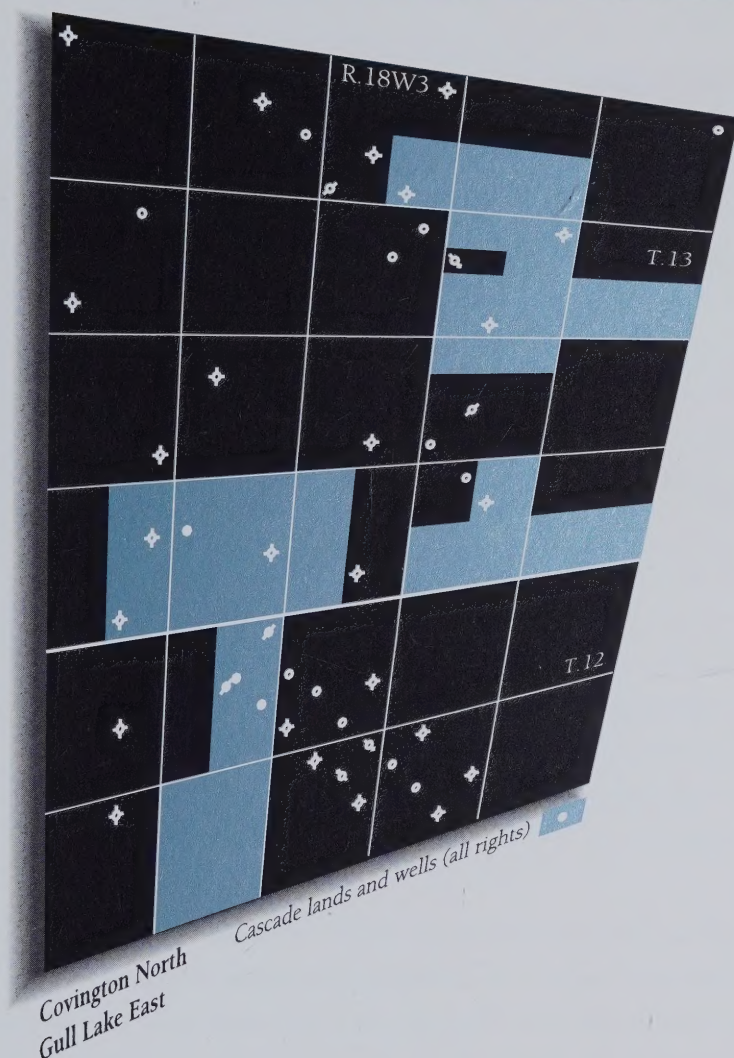 R.18W3
T.13
T.12
Cascade lands and wells (all rights)
Covington North
Gull Lake East